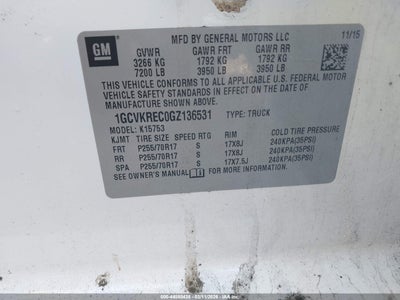 GM
MFD BY GENERAL MOTORS LLC
11/15
GVWR GAWR FRT GAWR RR
3266 KG 1792 KG 1792 KG
7200 LB 3950 LB 3950 LB
THIS VEHICLE CONFORMS TO ALL APPLICABLE
U.S. FEDERAL MOTOR VEHICLE SAFETY
STANDARDS IN EFFECT ON THE DATE OF
MANUFACTURE SHOWN ABOVE.
1GCVKREC0GZ136531 TYPE: TRUCK
MODEL: K15753
KJMT TIRE SIZE SPEED RTG RIM COLD TIRE PRESSURE
FRT P255/70R17 S 17X8J 240KPA(35PSI)
RR P255/70R17 S 17X8J 240KPA(35PSI)
SPA P255/70R17 S 17X7.5J 240KPA(35PSI)
SEE OWNER'S MANUAL FOR MORE INFORMATION.